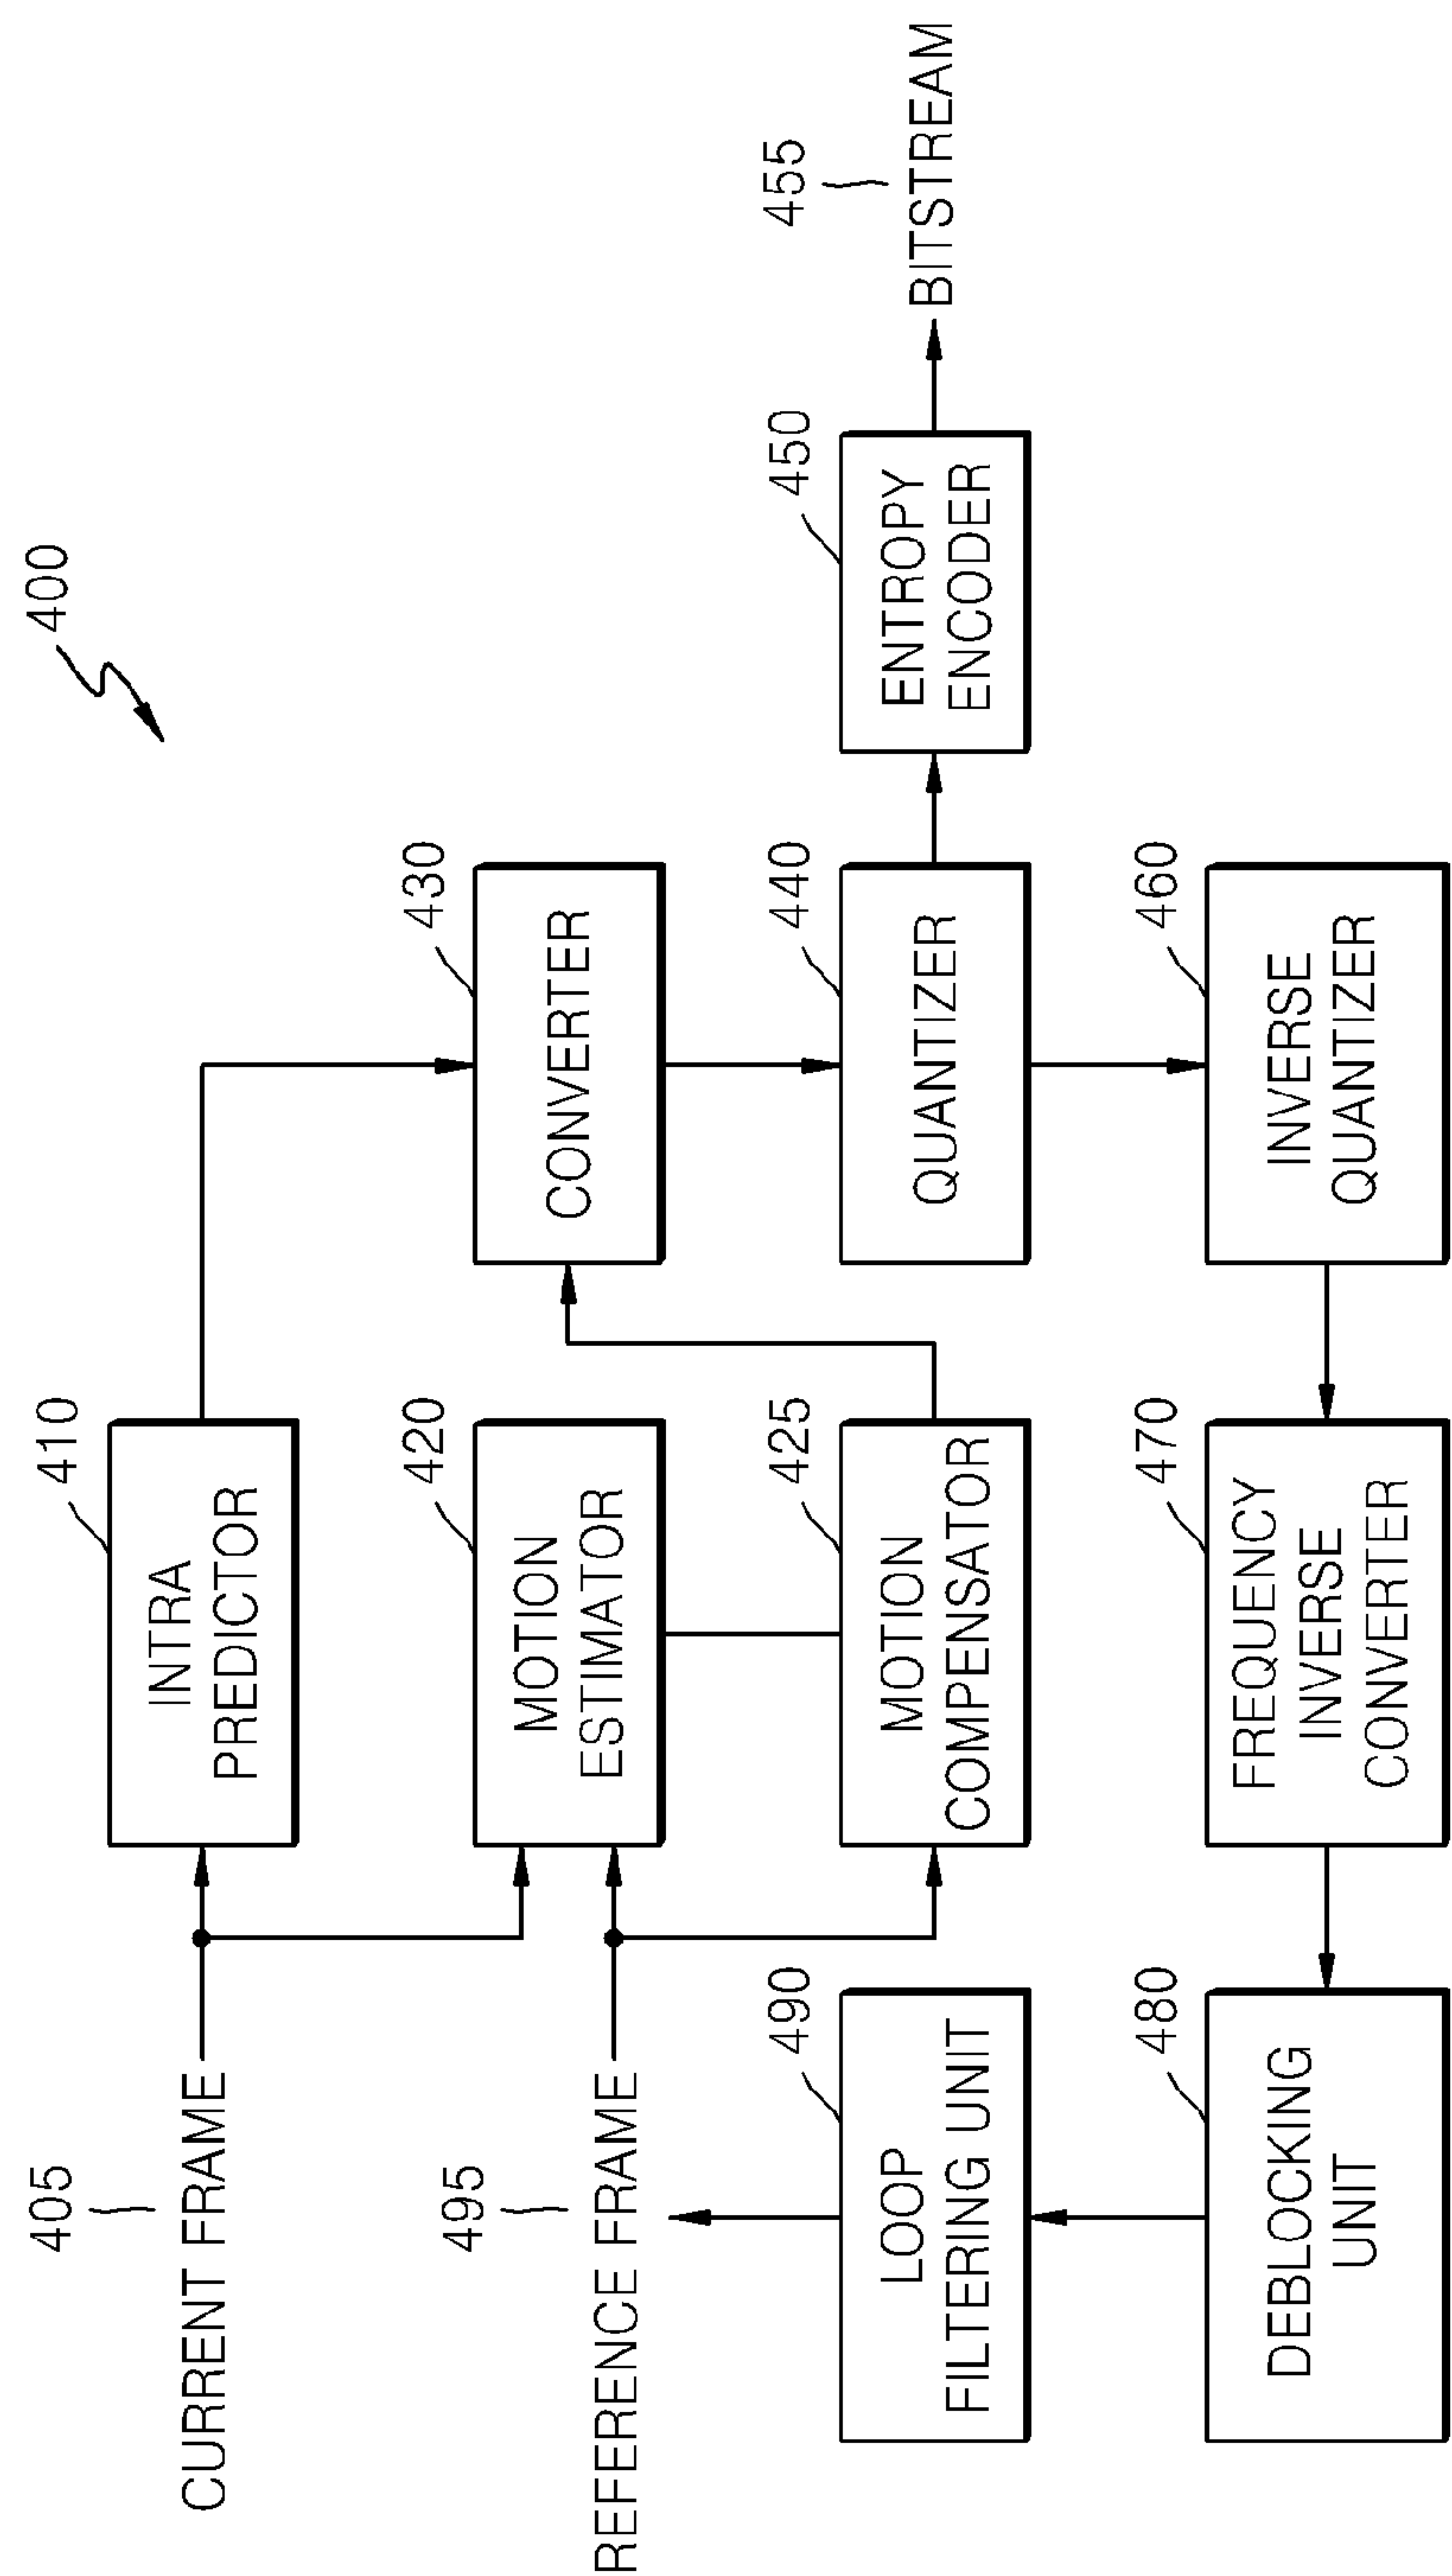 400
405
CURRENT FRAME
410
INTRA
PREDICTOR
495
REFERENCE FRAME
420
MOTION
ESTIMATOR
430
CONVERTER
490
LOOP
FILTERING UNIT
425
MOTION
COMPENSATOR
440
QUANTIZER
450
ENTROPY
ENCODER
455
BITSTREAM
480
DEBLOCKING
UNIT
470
FREQUENCY
INVERSE
CONVERTER
460
INVERSE
QUANTIZER